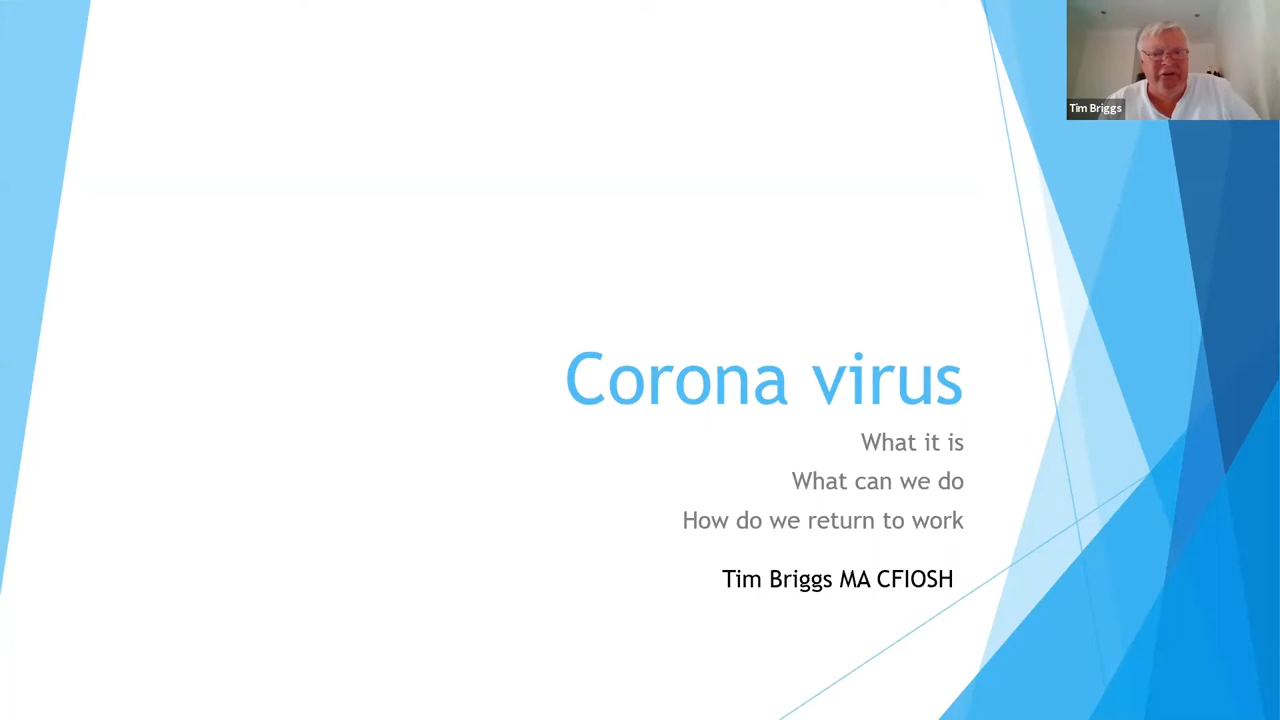 Tim Briggs
Corona virus
What it is
What can we do
How do we return to work
Tim Briggs MA CFIOSH